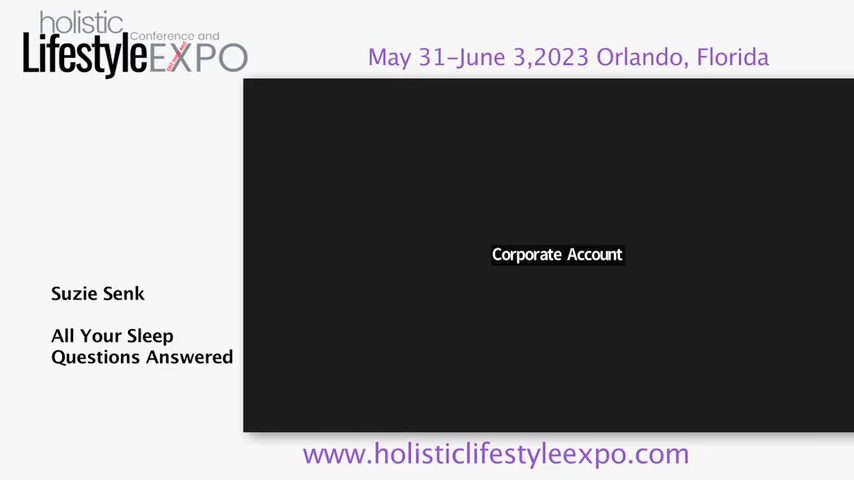 holistic
Conference and
LifestyleEXPO
May 31-June 3,2023 Orlando, Florida
Corporate Account
Suzie Senk
All Your Sleep
Questions Answered
www.holisticlifestyleexpo.com